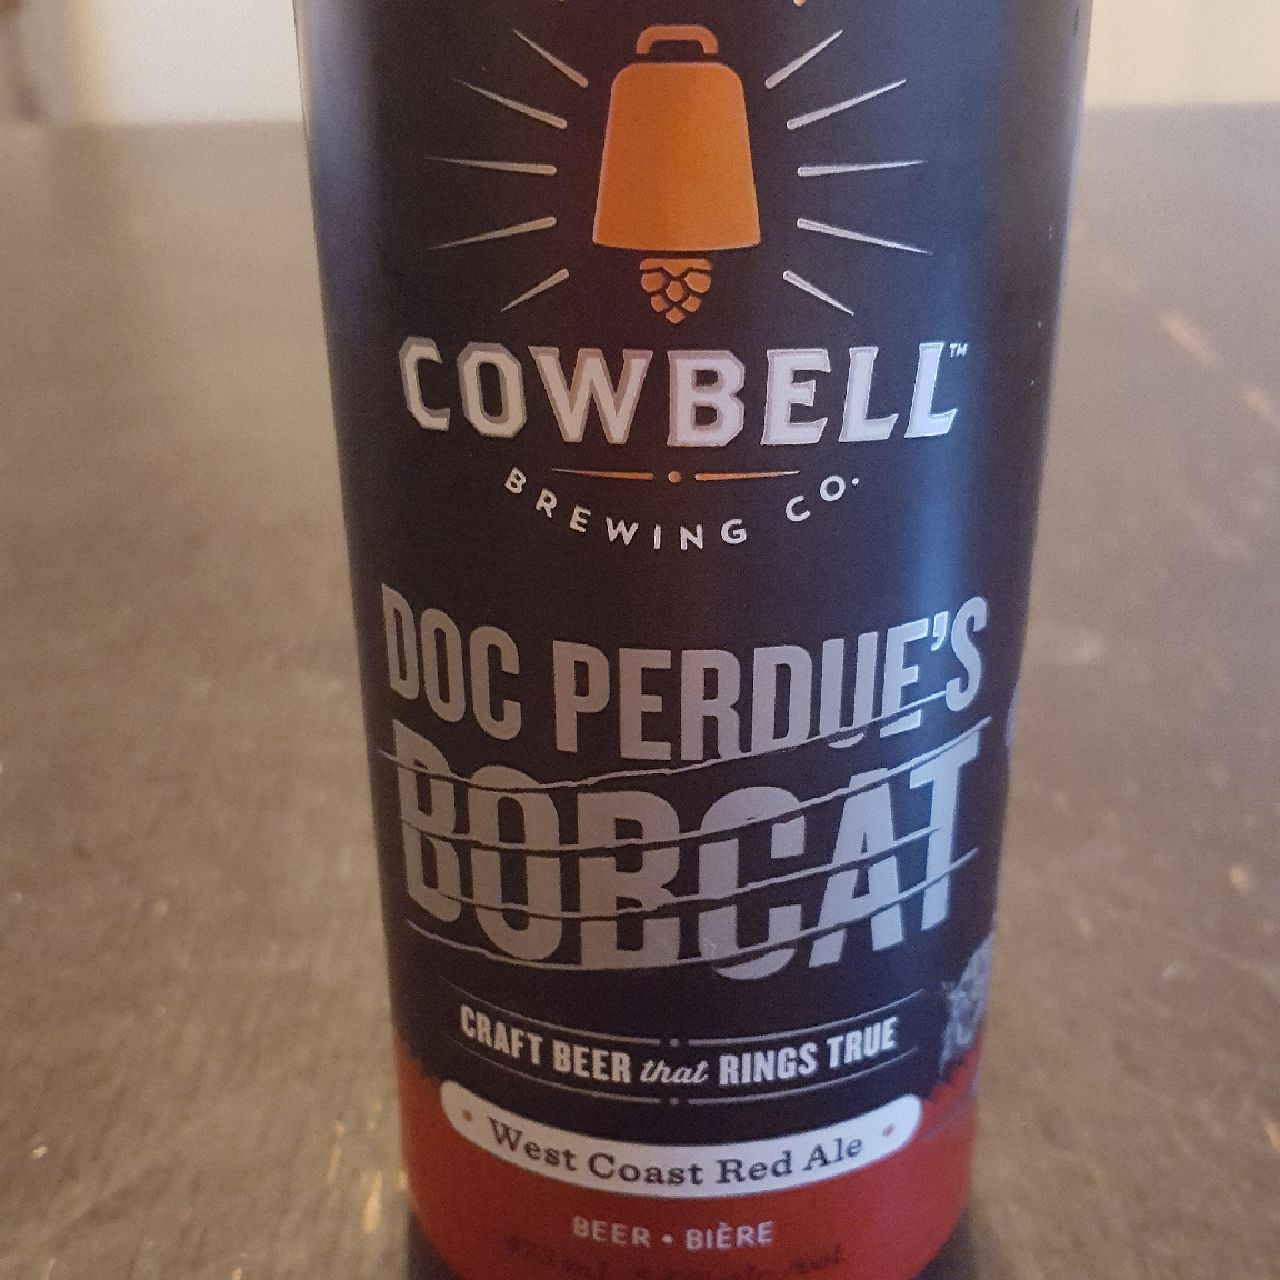 COWBELL™
BREWING CO.
DOC PERDUE'S
BOBCAT
CRAFT BEER that RINGS TRUE
West Coast Red Ale
BEER • BIÈRE